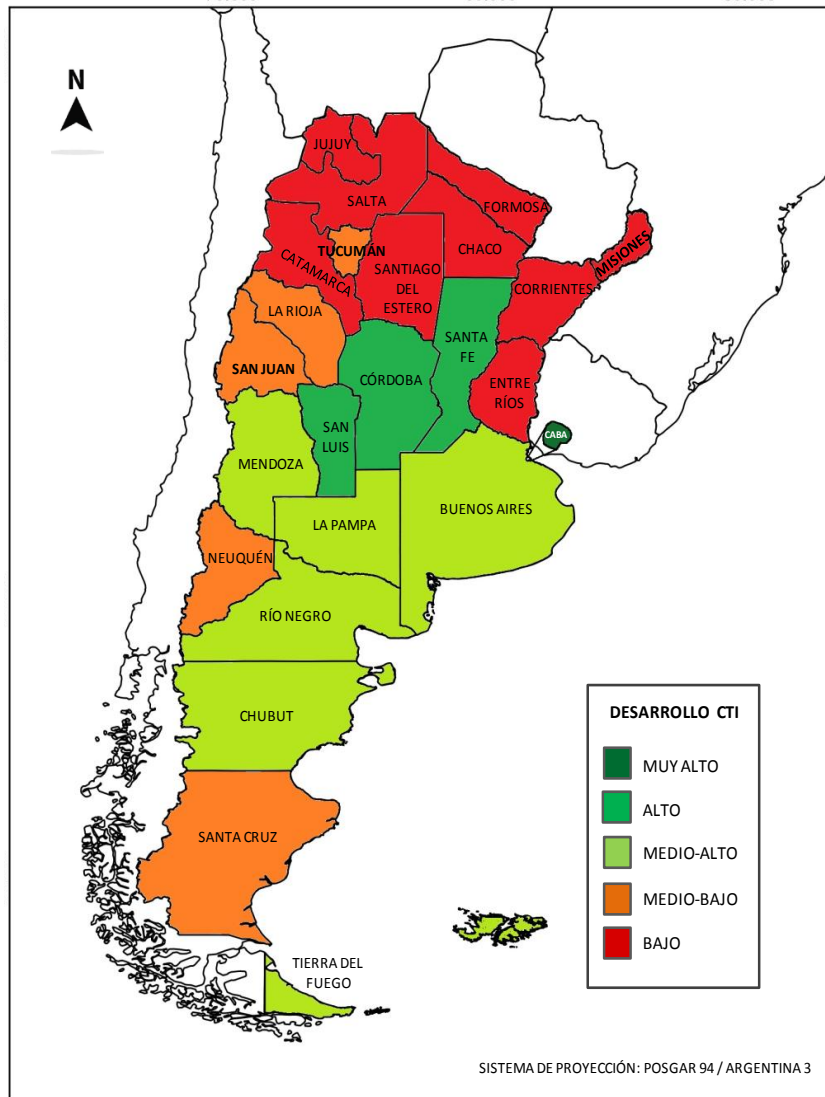 N
JUJUY
SALTA
FORMOSA
CHACO
MISIONES
TUCUMÁN
CATAMARCA
SANTIAGO
DEL
ESTERO
CORRIENTES
LA RIOJA
SANTA
FE
SAN JUAN
CÓRDOBA
ENTRE
RÍOS
SAN
LUIS
CABA
MENDOZA
BUENOS AIRES
LA PAMPA
NEUQUÉN
RÍO NEGRO
CHUBUT
SANTA CRUZ
TIERRA DEL
FUEGO
DESARROLLO CTI
MUY ALTO
ALTO
MEDIO-ALTO
MEDIO-BAJO
BAJO
SISTEMA DE PROYECCIÓN: POSGAR 94 / ARGENTINA 3